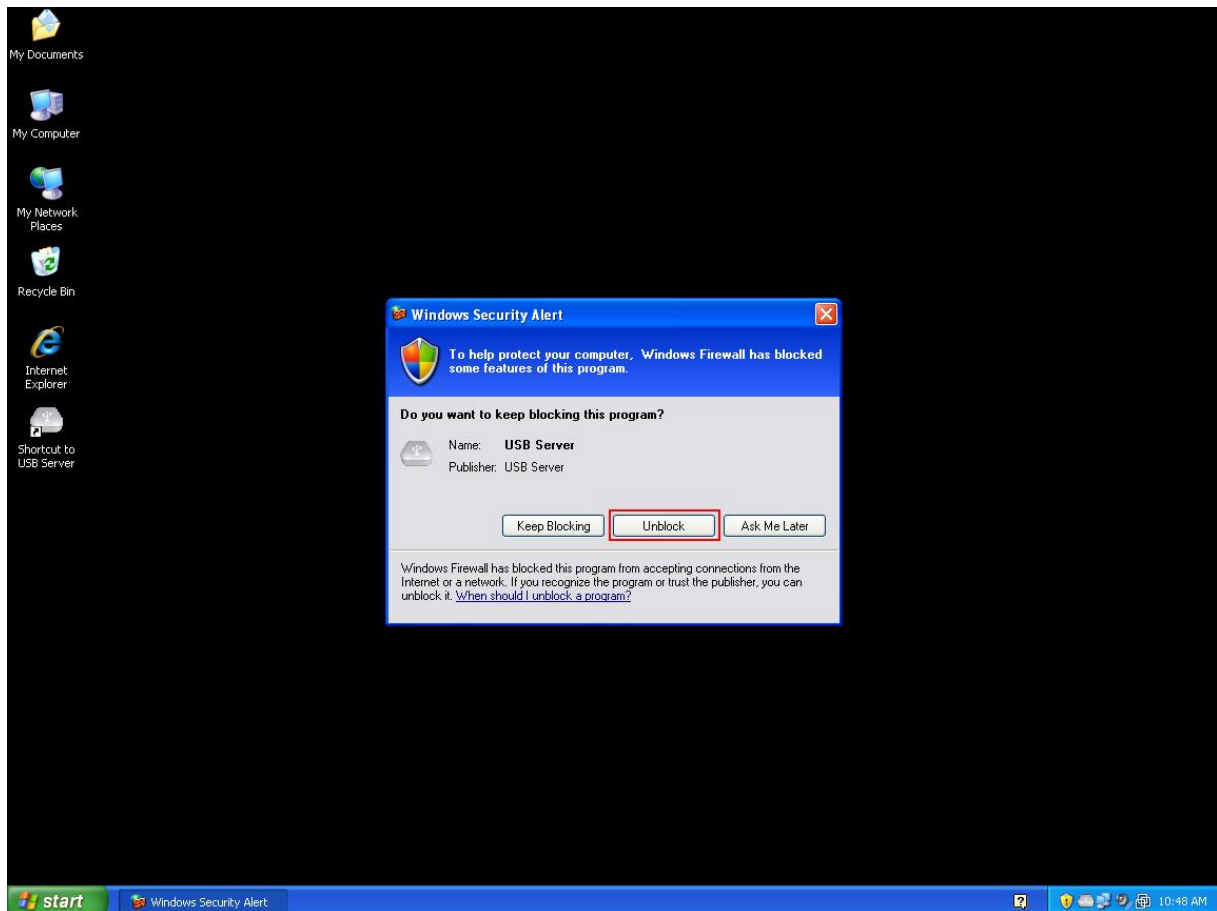 My Documents
My Computer
My Network
Places
Recycle Bin
Internet
Explorer
Shortcut to
USB Server
Windows Security Alert
To help protect your computer, Windows Firewall has blocked
some features of this program.
Do you want to keep blocking this program?
Name: USB Server
Publisher: USB Server
Keep Blocking Unblock Ask Me Later
Windows Firewall has blocked this program from accepting connections from the
Internet or a network. If you recognize the program or trust the publisher, you can
unblock it. When should I unblock a program?
start Windows Security Alert 10:48 AM